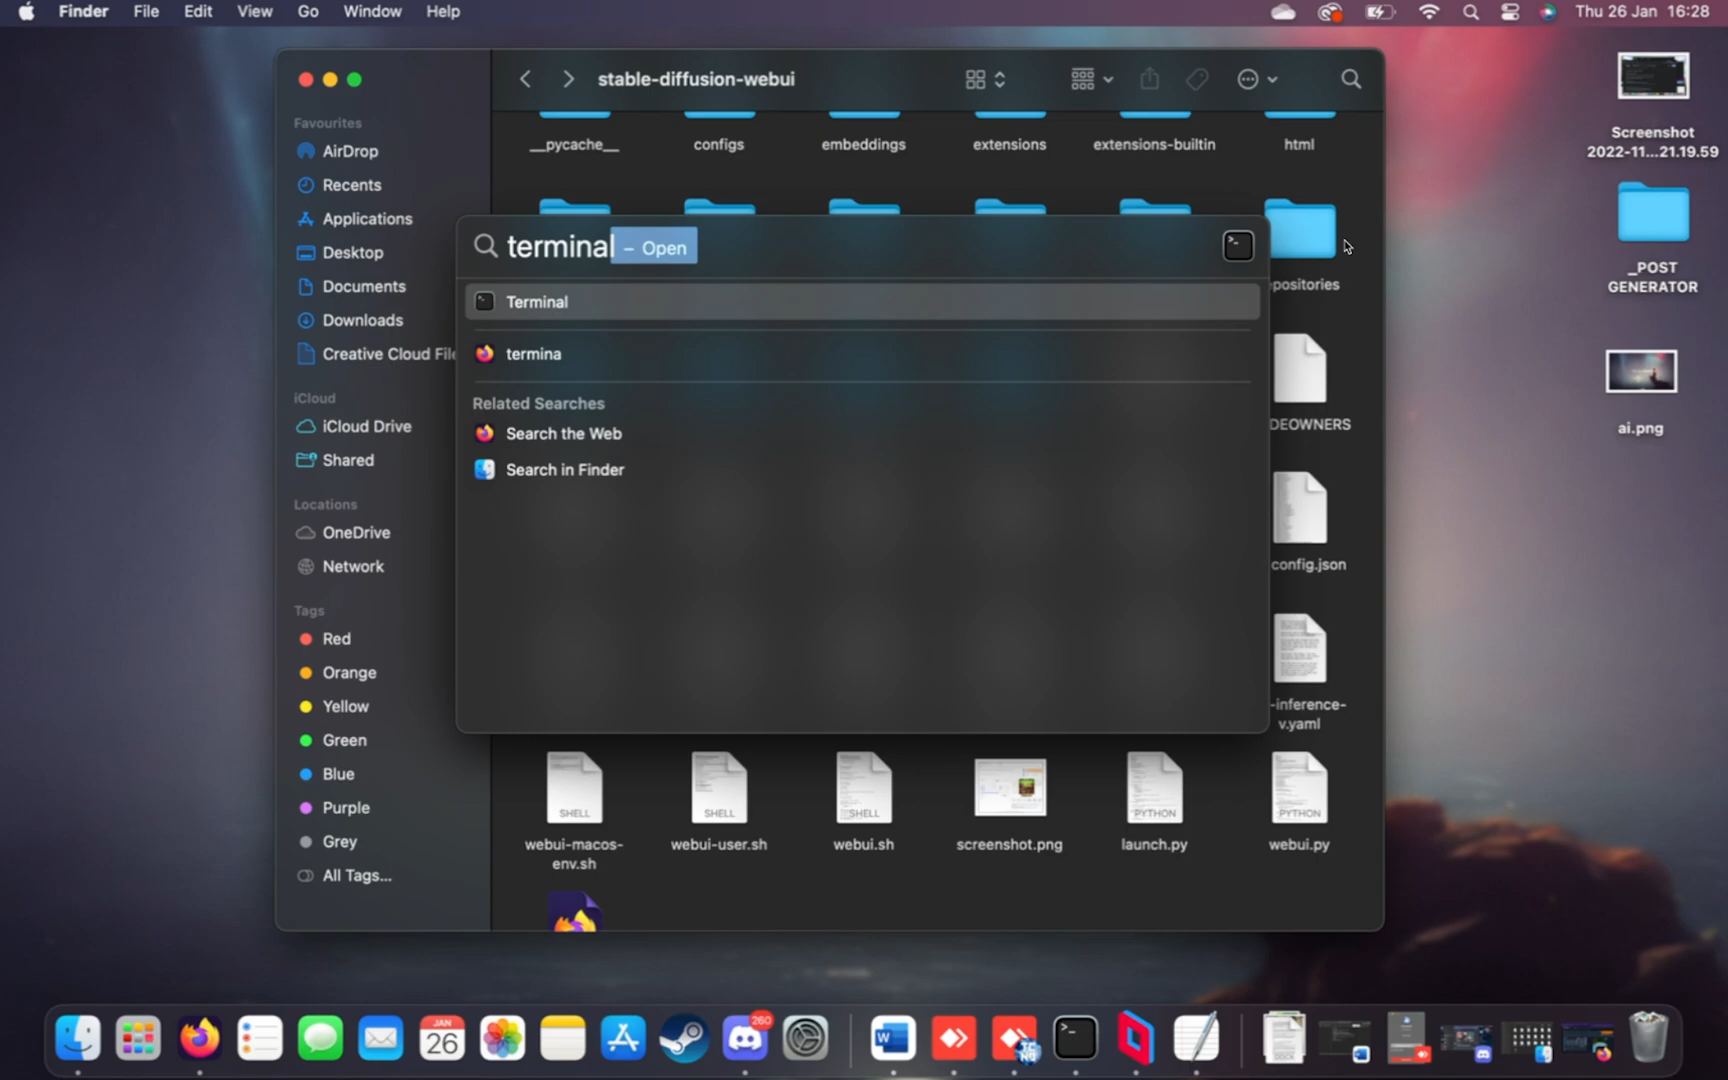 Finder File Edit View Go Window Help
Thu 26 Jan 16:28
stable-diffusion-webui
Favourites
AirDrop
Recents
Applications
Desktop
Documents
Downloads
Creative Cloud File
iCloud
iCloud Drive
Shared
Locations
OneDrive
Network
Tags
Red
Orange
Yellow
Green
Blue
Purple
Grey
All Tags...
__pycache__ configs embeddings extensions extensions-builtin html
terminal – Open
Terminal
termina
Related Searches
Search the Web
Search in Finder
positories
DEOWNERS
config.json
-inference-
v.yaml
SHELL SHELL SHELL PYTHON PYTHON
webui-macos-
env.sh
webui-user.sh
webui.sh
screenshot.png
launch.py
webui.py
Screenshot
2022-11...21.19.59
_POST
GENERATOR
ai.png
JAN
26
260